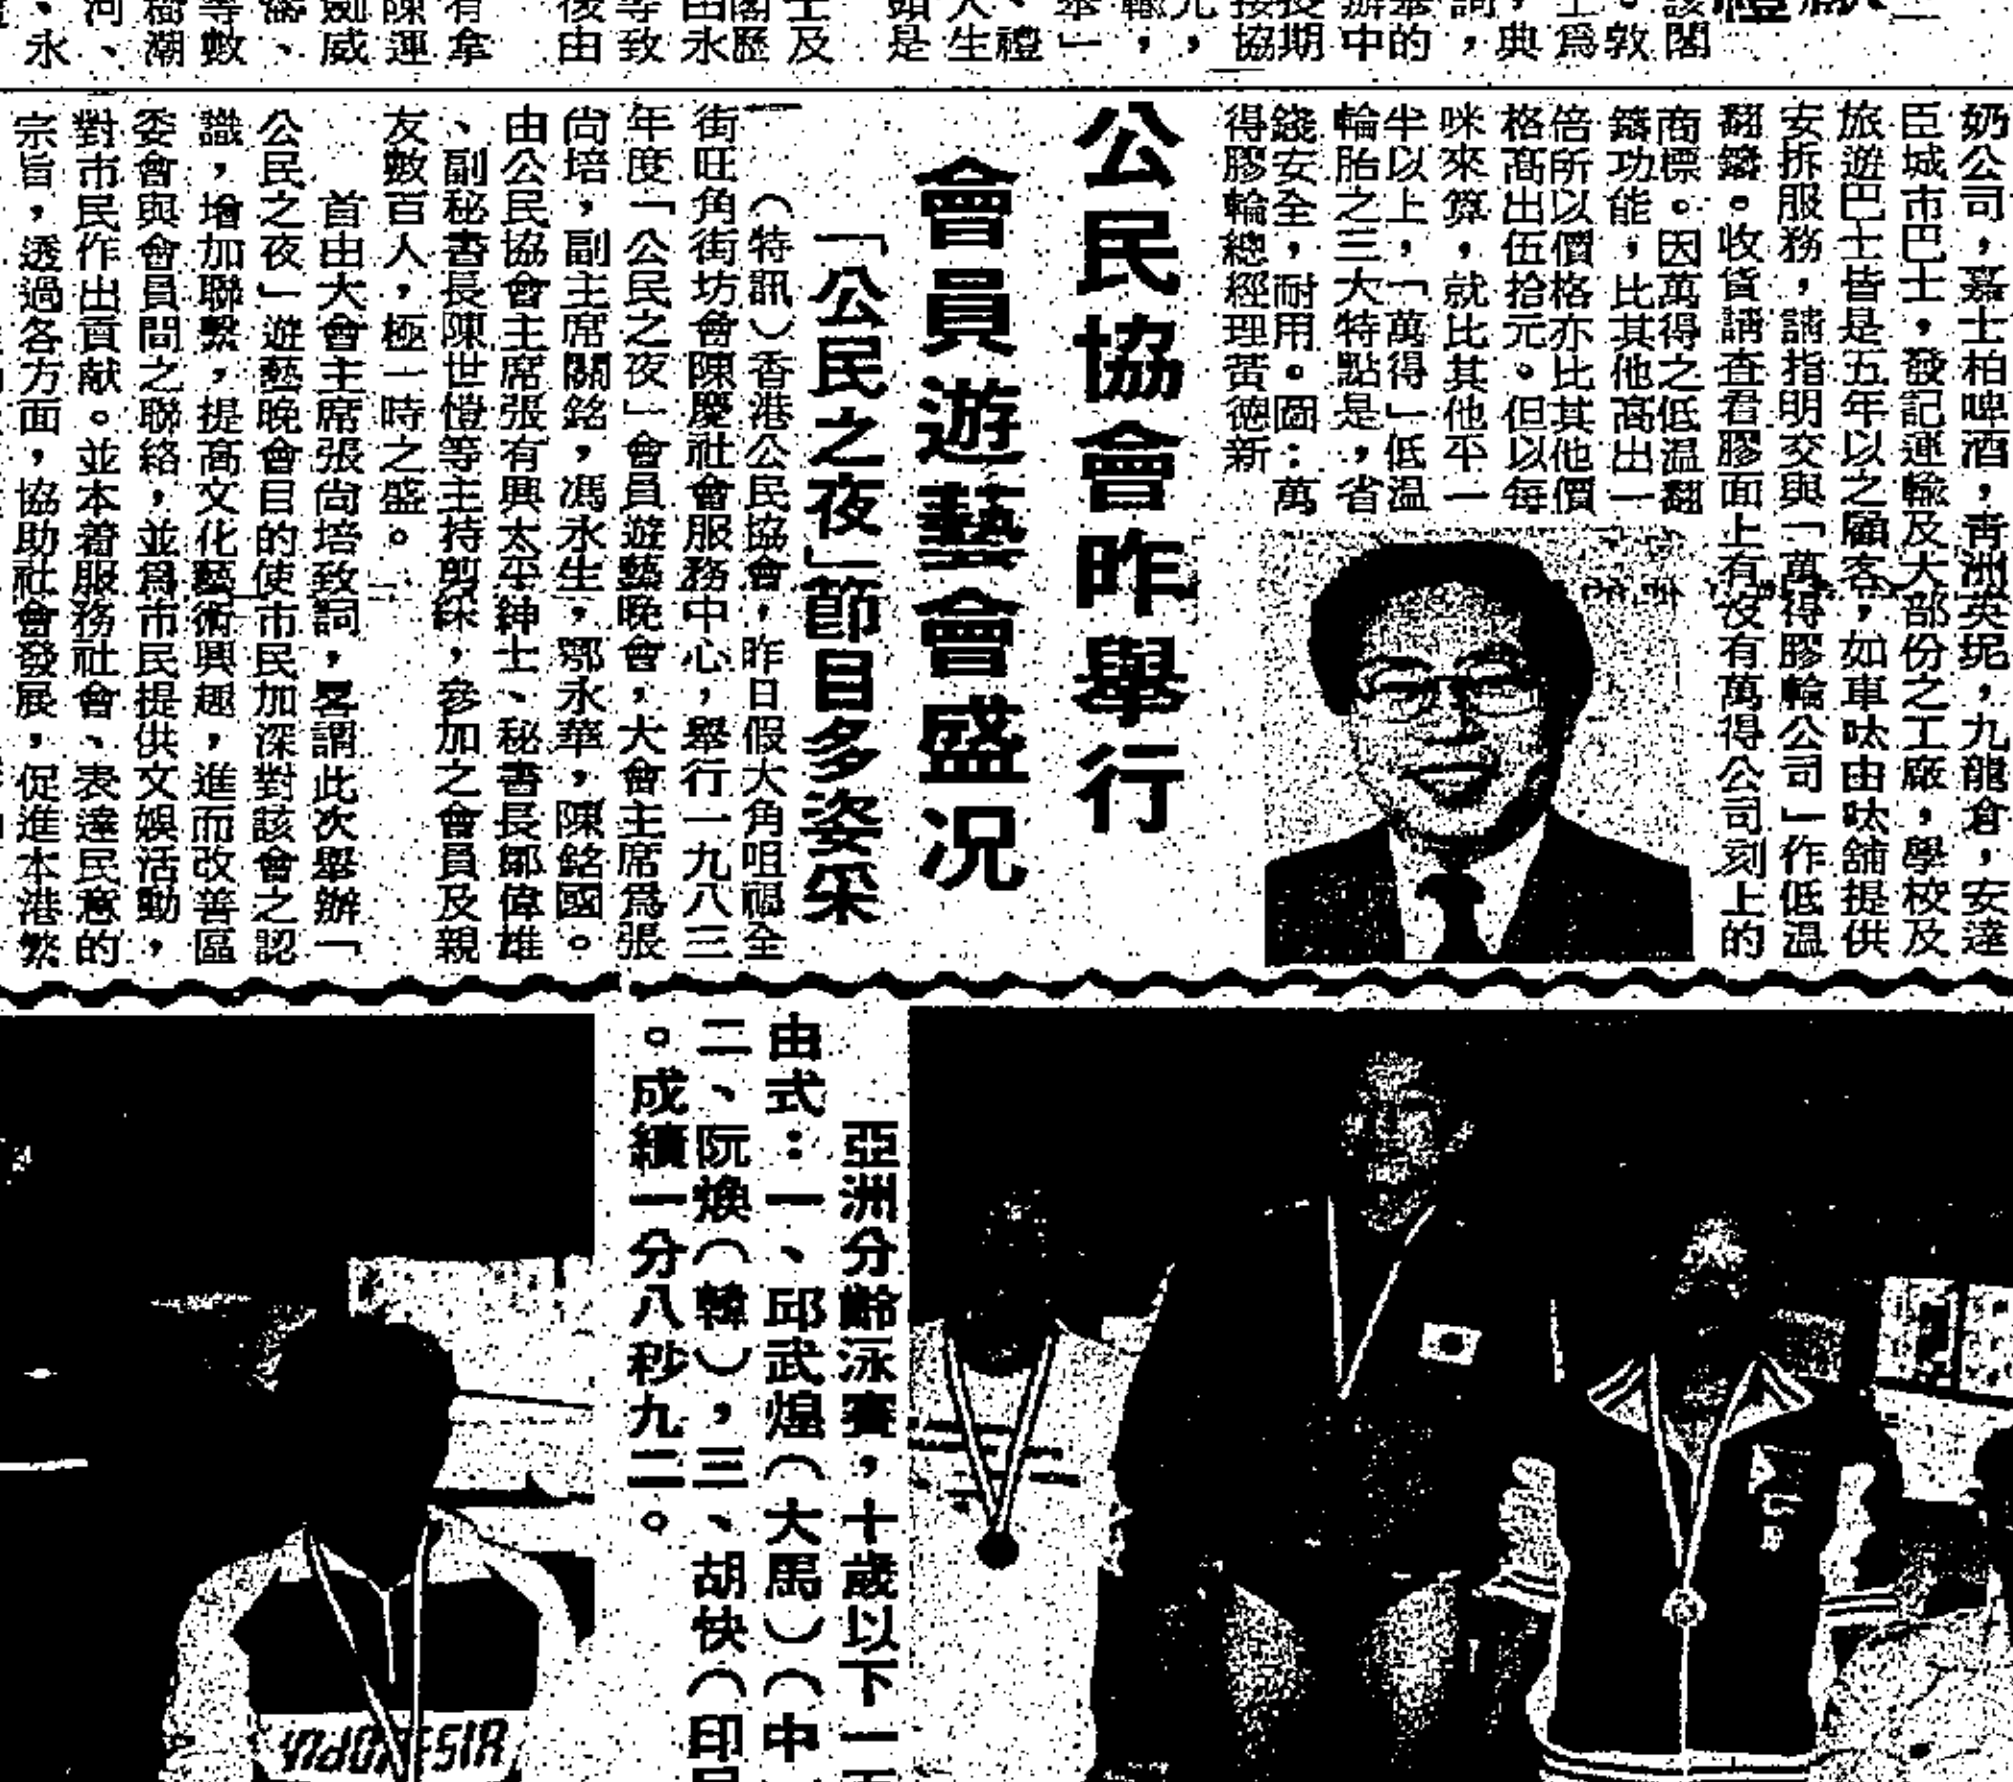 奶公司，嘉士柏啤酒，靑洲英坭，九龍倉，安達
臣城市巴士，發記運輸及大部份之工廠，學校及
旅遊巴士皆是五年以之顧客，如車呔由呔舖提供
安拆服務，請指明交與「萬得膠輪公司」作低温
翻鑄。收貨請查看膠面上有沒有萬得公司刻上的
商標。因萬得之低温翻
鑄功能，比其他高出一
倍所以價格亦比其他價
格高出伍拾元。但以每
咪來算，就比其他平一
半以上，「萬得」低温
輪胎之三大特點是，省
錢安全，耐用。圖：萬
得膠輪總經理黃德新
公民協會昨舉行
會員遊藝會盛况
「公民之夜」節目多姿采
（特訊）香港公民協會，昨日假大角咀福全
街旺角街坊會陳慶社會服務中心，舉行一九八三
年度「公民之夜」會員遊藝晚會，大會主席爲張
尙培，副主席關銘，馮永生，鄂永華，陳銘國。
由公民協會主席張有興太平紳士、秘書長鄒偉雄
、副秘書長陳世愷等主持剪綵，參加之會員及親
友數百人，極一時之盛。
首由大會主席張尙培致詞，畧謂此次舉辦「
公民之夜」遊藝晚會目的使市民加深對該會之認
識，增加聯繫，提高文化藝術興趣，進而改善區
委會與會員間之聯絡，並爲市民提供文娛活動，
對市民作出貢献。並本着服務社會、表達民意的
宗旨，透過各方面，協助社會發展，促進本港繁
亞洲分齡泳賽，十歲以下一
由式：一、邱武煌（大馬）（中
二、阮煥（韓），三、胡快（印
。成績一分八秒九二。
INDONESIA